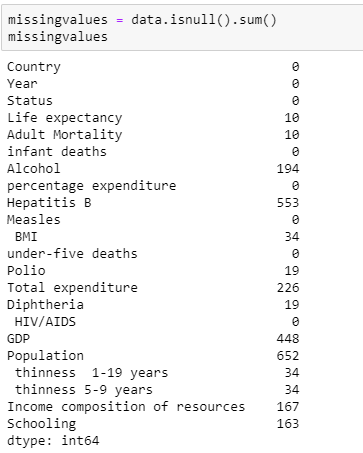 missingvalues = data.isnull().sum()
missingvalues
Country 0
Year 0
Status 0
Life expectancy 10
Adult Mortality 10
infant deaths 0
Alcohol 194
percentage expenditure 0
Hepatitis B 553
Measles 0
 BMI 34
under-five deaths 0
Polio 19
Total expenditure 226
Diphtheria 19
 HIV/AIDS 0
GDP 448
Population 652
 thinness  1-19 years 34
 thinness 5-9 years 34
Income composition of resources 167
Schooling 163
dtype: int64